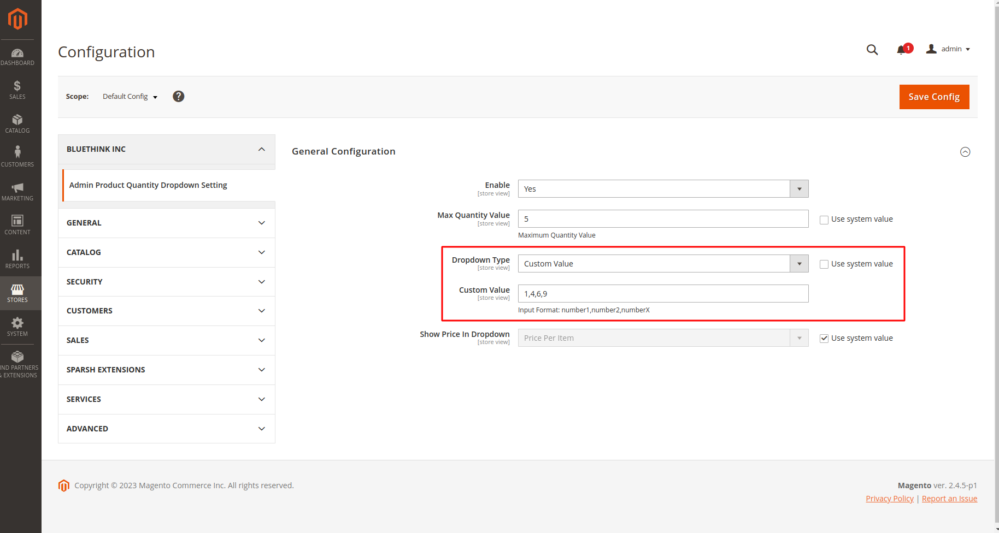 DASHBOARD
SALES
CATALOG
CUSTOMERS
MARKETING
CONTENT
REPORTS
STORES
SYSTEM
IND PARTNERS
& EXTENSIONS
Configuration
1
admin
Scope: Default Config ?
Save Config
BLUETHINK INC
Admin Product Quantity Dropdown Setting
GENERAL
CATALOG
SECURITY
CUSTOMERS
SALES
SPARSH EXTENSIONS
SERVICES
ADVANCED
General Configuration
Enable
[store view]
Yes
Max Quantity Value
[store view]
5
Use system value
Maximum Quantity Value
Dropdown Type
[store view]
Custom Value
Use system value
Custom Value
[store view]
1,4,6,9
Input Format: number1,number2,numberX
Show Price In Dropdown
[store view]
Price Per Item
Use system value
Copyright © 2023 Magento Commerce Inc. All rights reserved.
Magento ver. 2.4.5-p1
Privacy Policy | Report an Issue